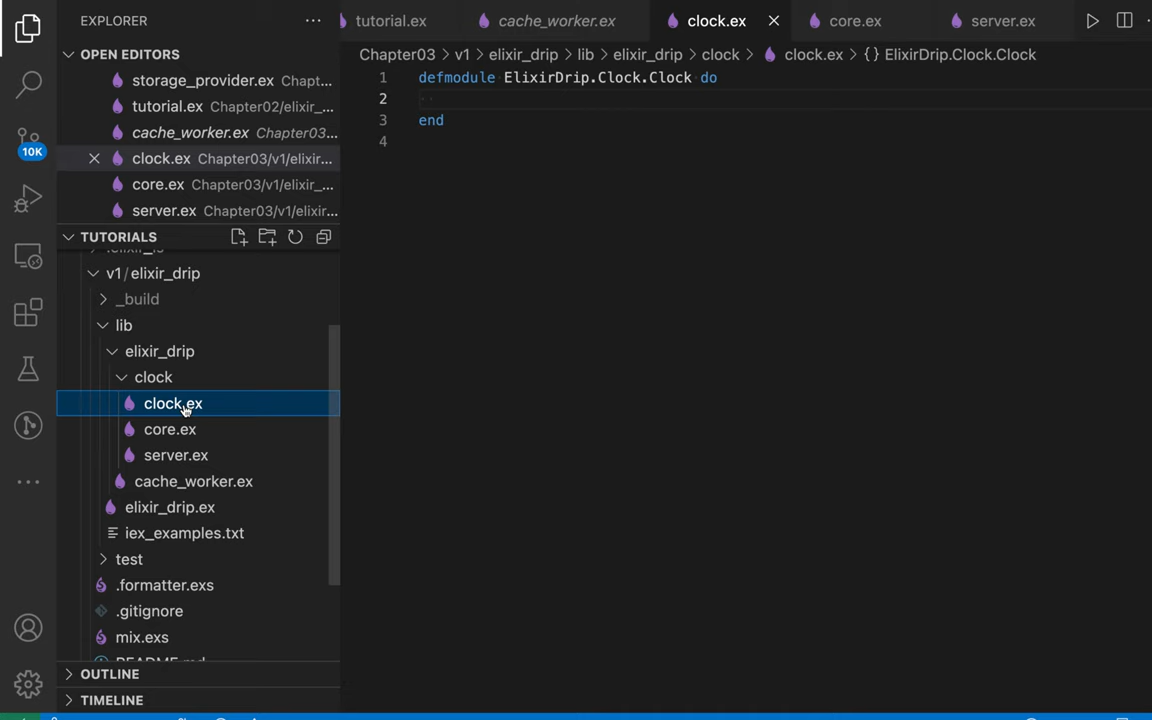 EXPLORER
OPEN EDITORS
storage_provider.ex Chapt...
tutorial.ex Chapter02/elixir_...
cache_worker.ex Chapter03...
clock.ex Chapter03/v1/elixir...
core.ex Chapter03/v1/elixir_...
server.ex Chapter03/v1/elixir...
10K
TUTORIALS
v1 / elixir_drip
_build
lib
elixir_drip
clock
clock.ex
core.ex
server.ex
cache_worker.ex
elixir_drip.ex
iex_examples.txt
test
.formatter.exs
.gitignore
mix.exs
README.md
OUTLINE
TIMELINE
tutorial.ex cache_worker.ex clock.ex core.ex server.ex
Chapter03 > v1 > elixir_drip > lib > elixir_drip > clock > clock.ex > {} ElixirDrip.Clock.Clock
1 defmodule ElixirDrip.Clock.Clock do
2
3 end
4